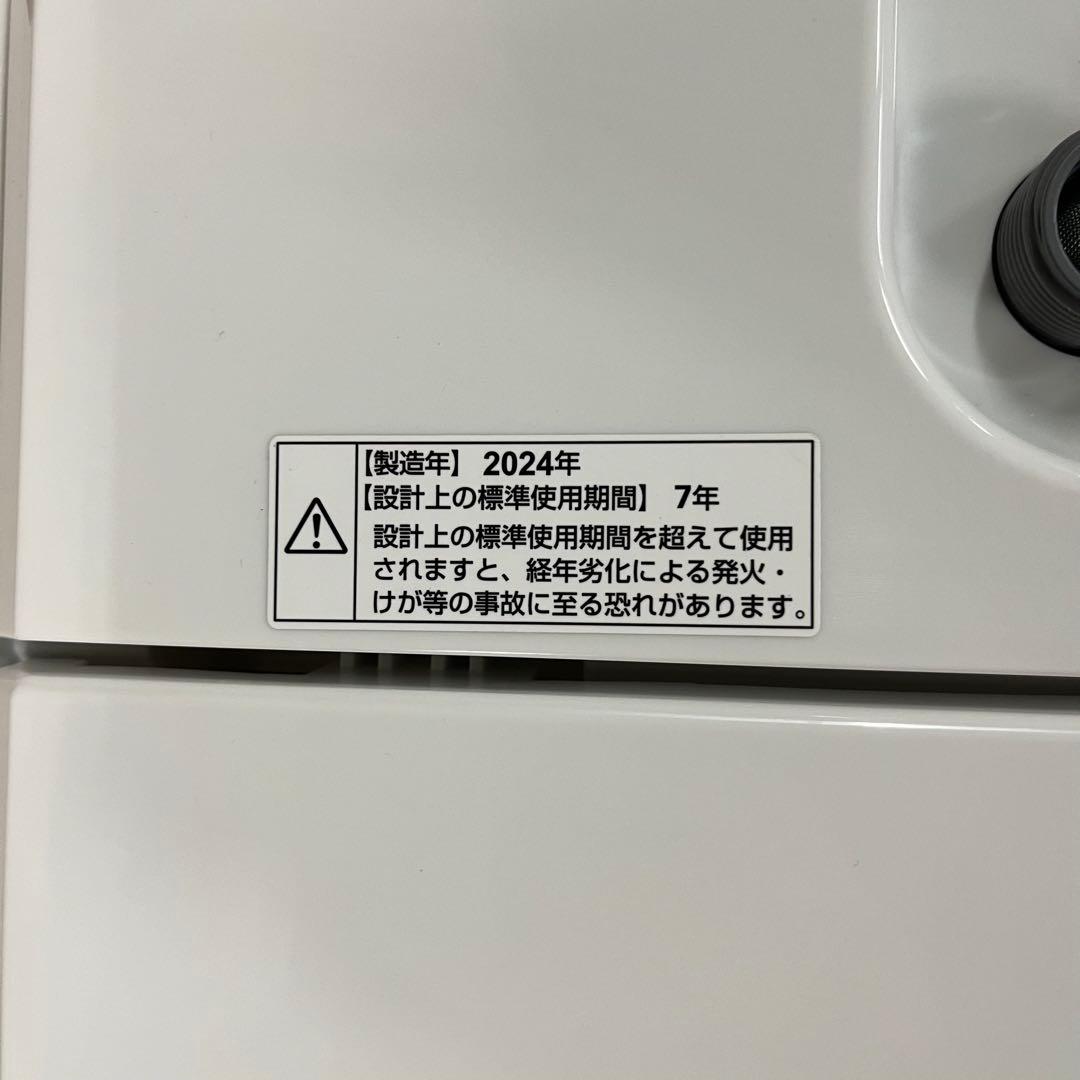 【製造年】 2024年
【設計上の標準使用期間】 7年
設計上の標準使用期間を超えて使用
されますと、経年劣化による発火・
けが等の事故に至る恐れがあります。